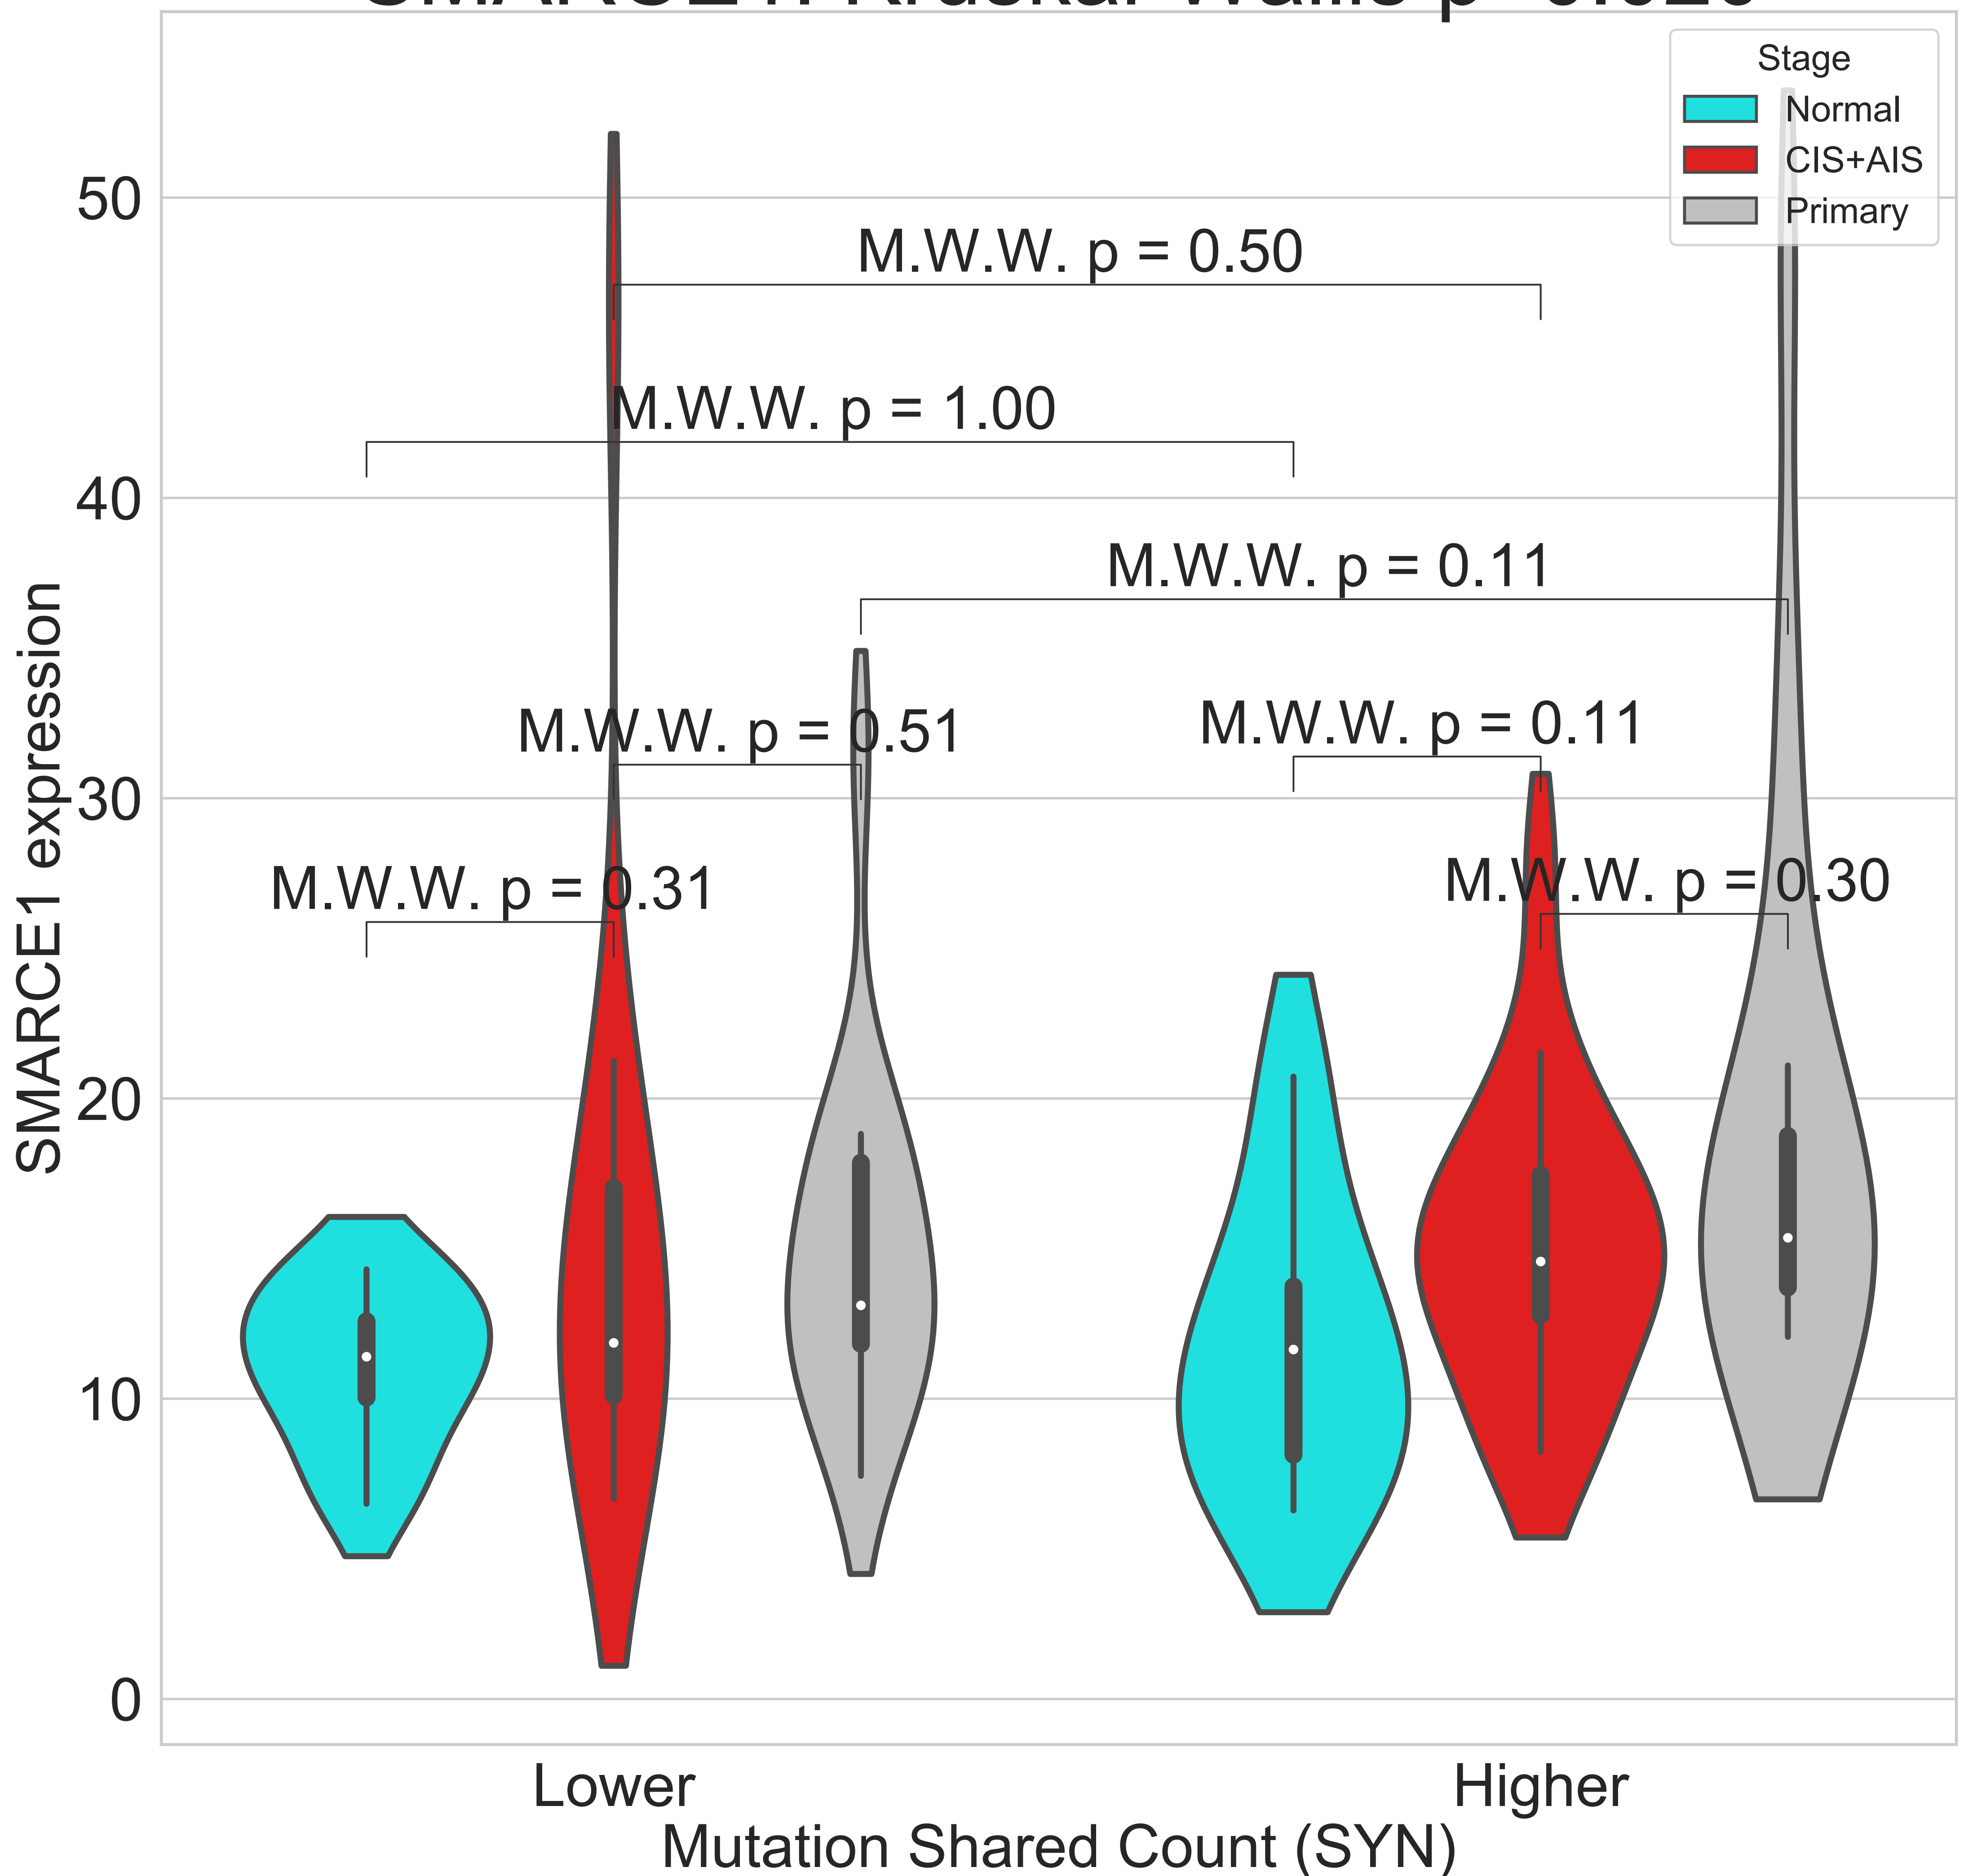 Stage
Normal
CIS+AIS
Primary
50
40
30
20
10
0
SMARCE1 expression
M.W.W. p = 0.50
M.W.W. p = 1.00
M.W.W. p = 0.11
M.W.W. p = 0.51
M.W.W. p = 0.11
M.W.W. p = 0.31
M.W.W. p = 0.30
Lower
Higher
Mutation Shared Count (SYN)